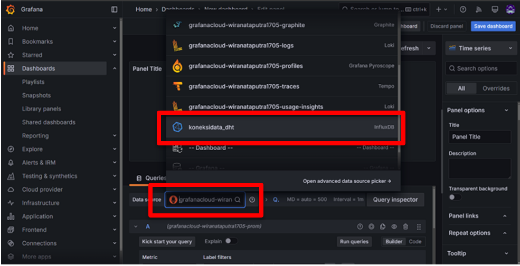 Grafana
Home > Dashboards > New dashboard > Edit panel
ctrl+k
Discard panel
Save dashboard
Home
Bookmarks
Starred
Dashboards
Playlists
Snapshots
Library panels
Shared dashboards
Reporting
Explore
Alerts & IRM
Testing & synthetics
Cloud provider
Infrastructure
Application
Frontend
Connections
More apps
Panel Title
grafanacloud-wiranataputra1705-graphite
Graphite
grafanacloud-wiranataputra1705-logs
Loki
grafanacloud-wiranataputra1705-profiles
Grafana Pyroscope
grafanacloud-wiranataputra1705-traces
Tempo
grafanacloud-wiranataputra1705-usage-insights
Loki
koneksidata_dht
InfluxDB
-- Dashboard --
Open advanced data source picker
Queries
Data source
grafanacloud-wiran
MD = auto = 500
Interval = 1m
Query inspector
A
(grafanacloud-wiranataputra1705-prom)
Kick start your query
Explain
Run queries
Builder
Code
Metric
Label filters
efresh
Time series
Search options
All
Overrides
Panel options
Title
Panel Title
Description
Transparent background
Panel links
Repeat options
Tooltip